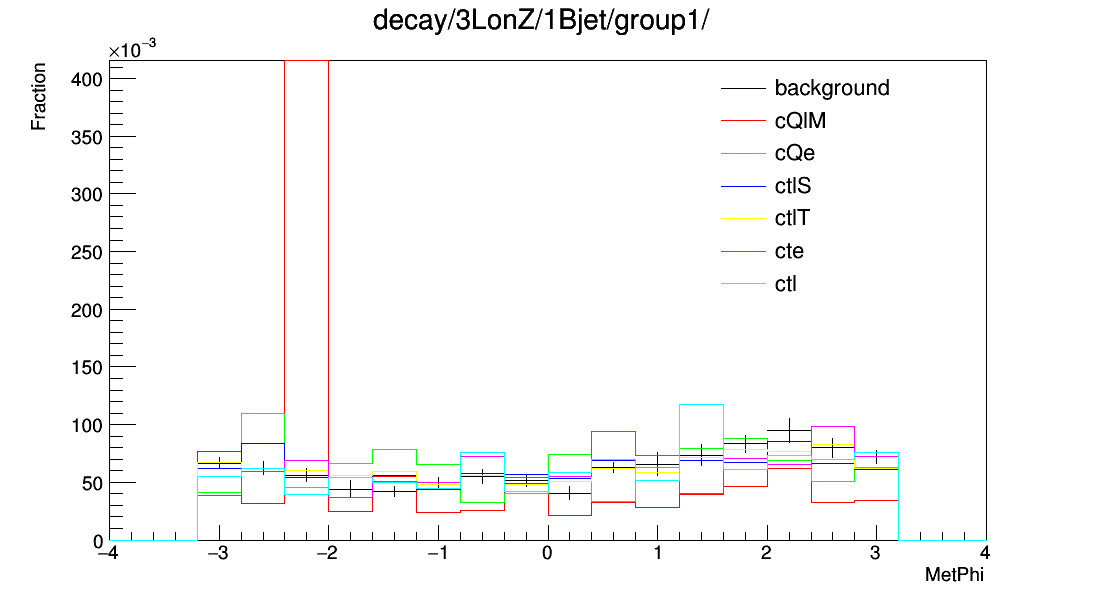 decay/3LonZ/1Bjet/group1/
×10−3
Fraction
400
350
300
250
200
150
100
50
0
background
cQlM
cQe
ctlS
ctlT
cte
ctl
−4 −3 −2 −1 0 1 2 3 4
MetPhi